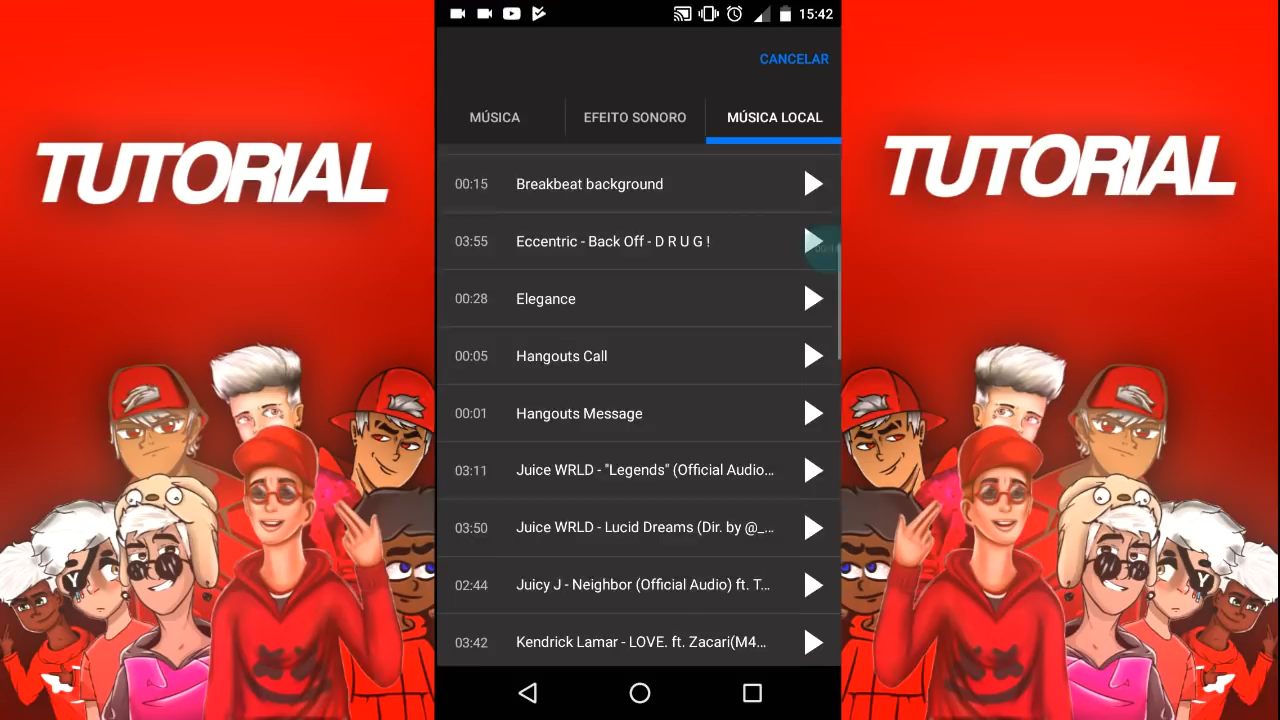 TUTORIAL
15:42
CANCELAR
MÚSICA
EFEITO SONORO
MÚSICA LOCAL
00:15 Breakbeat background
03:55 Eccentric - Back Off - D R U G !
00:28 Elegance
00:05 Hangouts Call
00:01 Hangouts Message
03:11 Juice WRLD - "Legends" (Official Audio...
03:50 Juice WRLD - Lucid Dreams (Dir. by @_...
02:44 Juicy J - Neighbor (Official Audio) ft. T...
03:42 Kendrick Lamar - LOVE. ft. Zacari(M4...
TUTORIAL